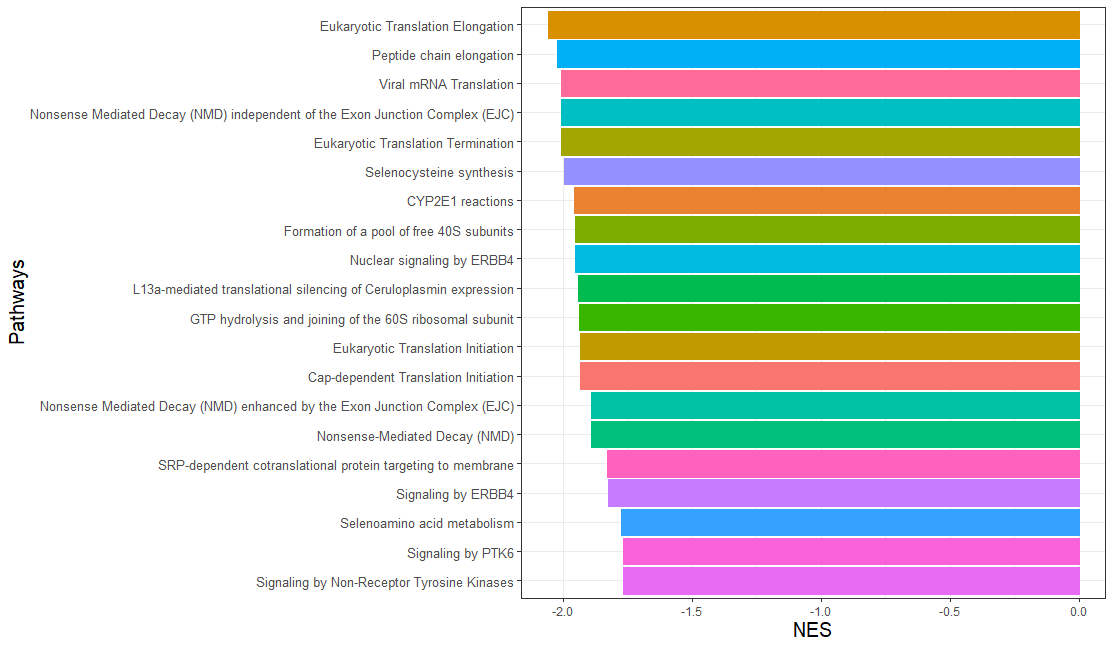 Eukaryotic Translation Elongation
Peptide chain elongation
Viral mRNA Translation
Nonsense Mediated Decay (NMD) independent of the Exon Junction Complex (EJC)
Eukaryotic Translation Termination
Selenocysteine synthesis
CYP2E1 reactions
Formation of a pool of free 40S subunits
Nuclear signaling by ERBB4
L13a-mediated translational silencing of Ceruloplasmin expression
GTP hydrolysis and joining of the 60S ribosomal subunit
Eukaryotic Translation Initiation
Cap-dependent Translation Initiation
Nonsense Mediated Decay (NMD) enhanced by the Exon Junction Complex (EJC)
Nonsense-Mediated Decay (NMD)
SRP-dependent cotranslational protein targeting to membrane
Signaling by ERBB4
Selenoamino acid metabolism
Signaling by PTK6
Signaling by Non-Receptor Tyrosine Kinases
Pathways
-2.0 -1.5 -1.0 -0.5 0.0
NES